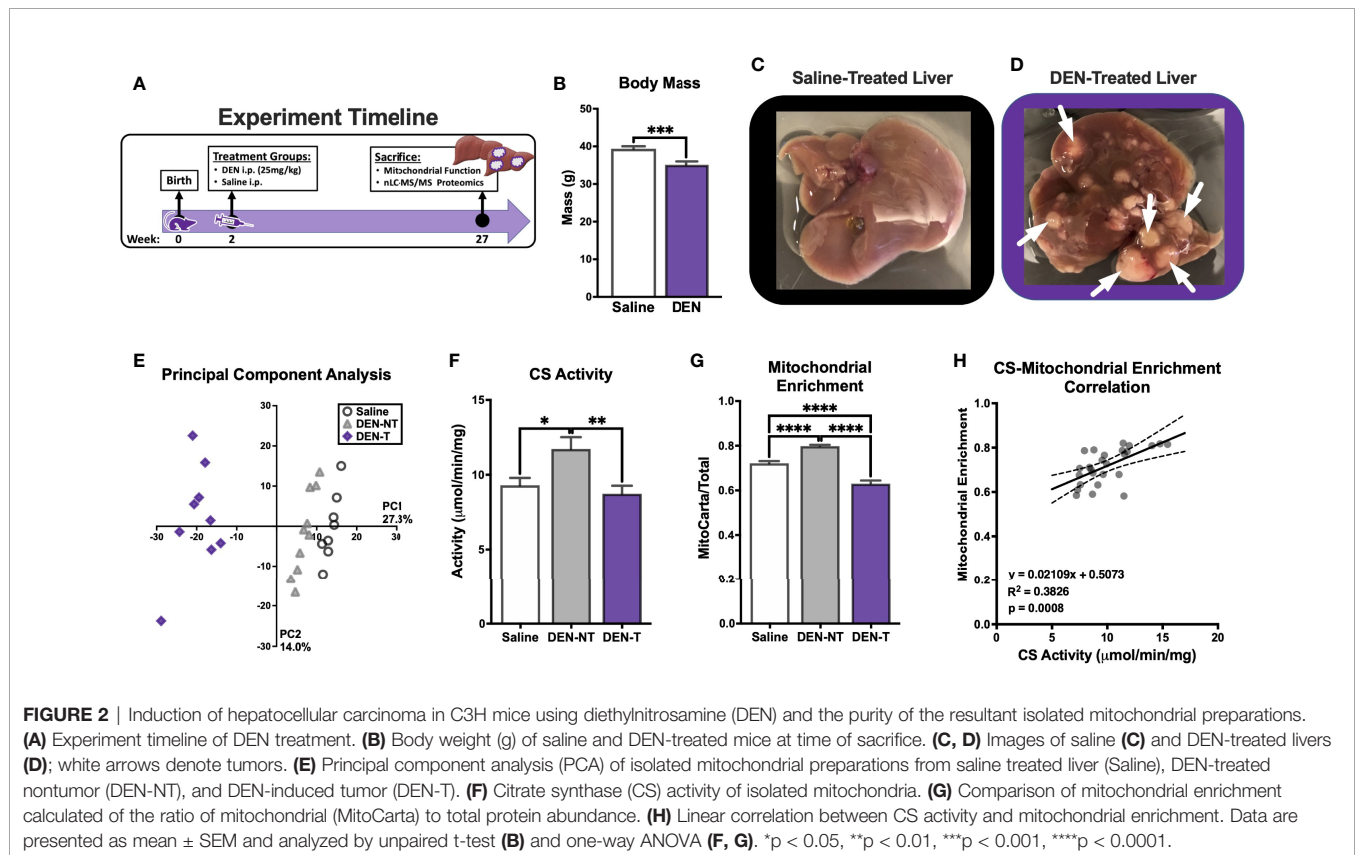 A
Experiment Timeline
Treatment Groups:
• DEN i.p. (25mg/kg)
• Saline i.p.
Sacrifice:
• Mitochondrial Function
• nLC-MS/MS Proteomics
Birth
Week: 0 2 27
B
Body Mass
***
50
40
30
20
10
0
Mass (g)
Saline DEN
C
Saline-Treated Liver
D
DEN-Treated Liver
E
Principal Component Analysis
Saline
DEN-NT
DEN-T
30
20
10
-10
-20
-30
-30 -20 -10 10 20 30
PC1
27.3%
PC2
14.0%
F
CS Activity
* **
15
10
5
0
Activity (μmol/min/mg)
Saline DEN-NT DEN-T
G
Mitochondrial
Enrichment
****
**** ****
1.0
0.8
0.6
0.4
0.2
0.0
MitoCarta/Total
Saline DEN-NT DEN-T
H
CS-Mitochondrial Enrichment
Correlation
1.0
0.8
0.6
0.4
0.2
0.0
Mitochondrial Enrichment
y = 0.02109x + 0.5073
R² = 0.3826
p = 0.0008
0 5 10 15 20
CS Activity (μmol/min/mg)
FIGURE 2 | Induction of hepatocellular carcinoma in C3H mice using diethylnitrosamine (DEN) and the purity of the resultant isolated mitochondrial preparations.
(A) Experiment timeline of DEN treatment. (B) Body weight (g) of saline and DEN-treated mice at time of sacrifice. (C, D) Images of saline (C) and DEN-treated livers
(D); white arrows denote tumors. (E) Principal component analysis (PCA) of isolated mitochondrial preparations from saline treated liver (Saline), DEN-treated
nontumor (DEN-NT), and DEN-induced tumor (DEN-T). (F) Citrate synthase (CS) activity of isolated mitochondria. (G) Comparison of mitochondrial enrichment
calculated of the ratio of mitochondrial (MitoCarta) to total protein abundance. (H) Linear correlation between CS activity and mitochondrial enrichment. Data are
presented as mean ± SEM and analyzed by unpaired t-test (B) and one-way ANOVA (F, G). *p < 0.05, **p < 0.01, ***p < 0.001, ****p < 0.0001.